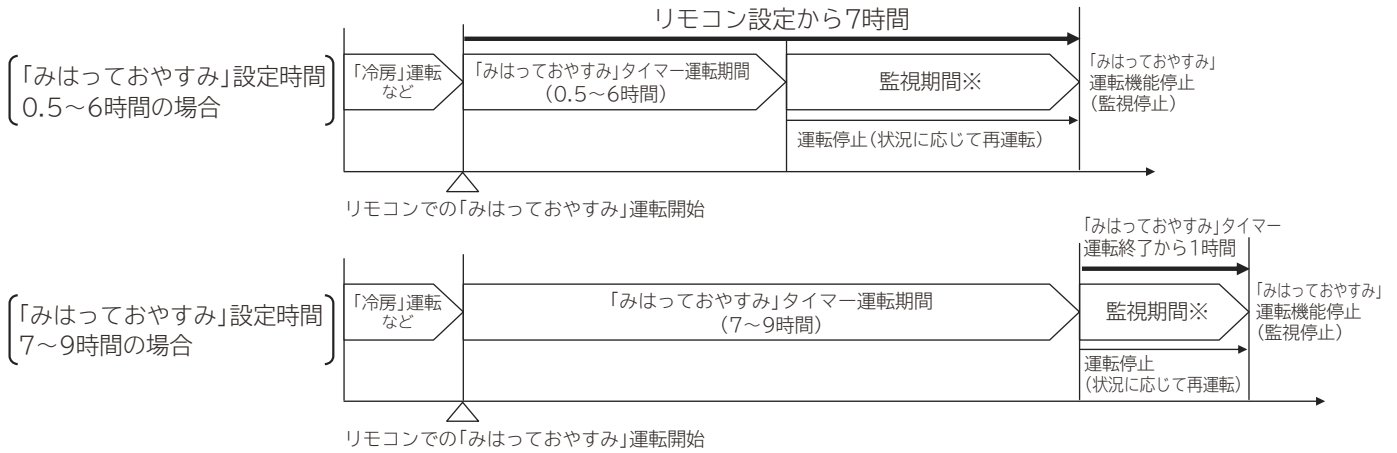 リモコン設定から7時間
「みはっておやすみ」設定時間
0.5～6時間の場合
「冷房」運転
など
「みはっておやすみ」タイマー運転期間
(0.5～6時間)
監視期間※
「みはっておやすみ」
運転機能停止
(監視停止)
運転停止(状況に応じて再運転)
リモコンでの「みはっておやすみ」運転開始
「みはっておやすみ」タイマー
運転終了から1時間
「みはっておやすみ」設定時間
7～9時間の場合
「冷房」運転
など
「みはっておやすみ」タイマー運転期間
(7～9時間)
監視期間※
「みはっておやすみ」
運転機能停止
(監視停止)
運転停止
(状況に応じて再運転)
リモコンでの「みはっておやすみ」運転開始